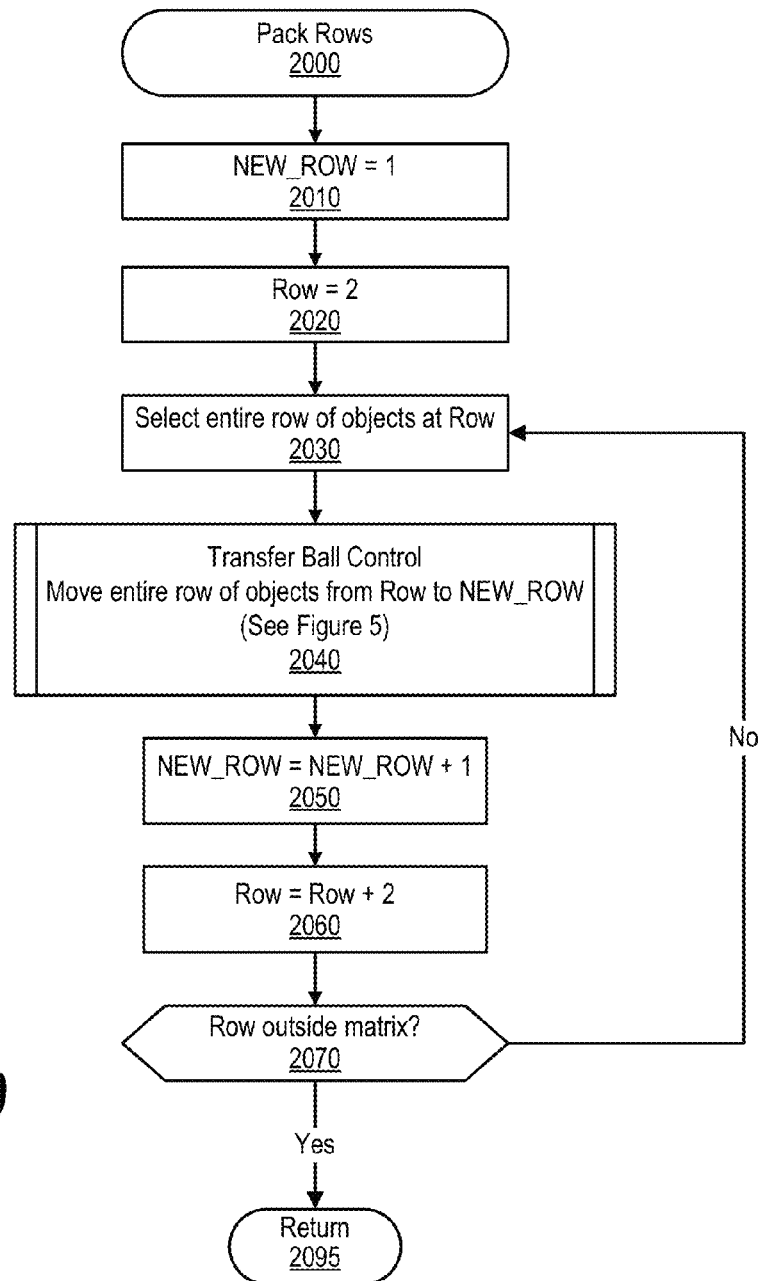 Pack Rows
2000
NEW_ROW = 1
2010
Row = 2
2020
Select entire row of objects at Row
2030
Transfer Ball Control
Move entire row of objects from Row to NEW_ROW
(See Figure 5)
2040
NEW_ROW = NEW_ROW + 1
2050
Row = Row + 2
2060
Row outside matrix?
2070
No
Yes
Return
2095